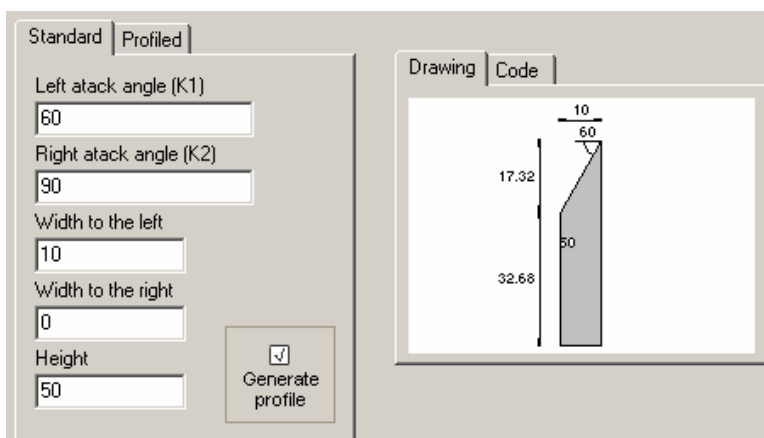 Standard
Profiled
Left atack angle (K1)
60
Right atack angle (K2)
90
Width to the left
10
Width to the right
0
Height
50
Generate
profile
Drawing
Code
10
60
17.32
50
32.68